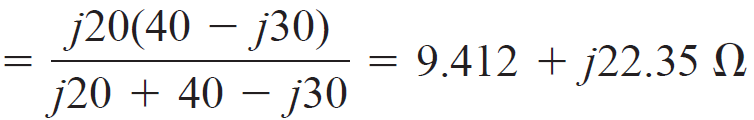 = j20(40 − j30) / j20 + 40 − j30 = 9.412 + j22.35 Ω